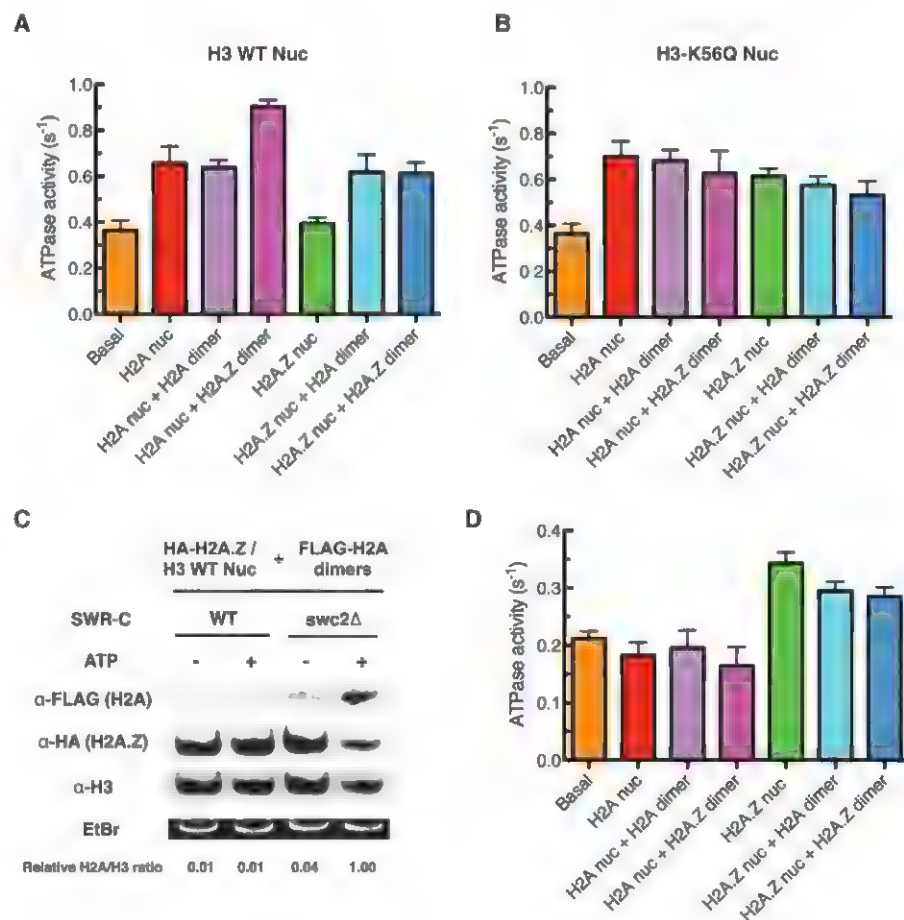 A
H3 WT Nuc
ATPase activity (s⁻¹)
1.0
0.8
0.6
0.4
0.2
0.0
Basal
H2A nuc
H2A nuc + H2A dimer
H2A nuc + H2A.Z dimer
H2A.Z nuc
H2A.Z nuc + H2A dimer
H2A.Z nuc + H2A.Z dimer
B
H3-K56Q Nuc
ATPase activity (s⁻¹)
1.0
0.8
0.6
0.4
0.2
0.0
Basal
H2A nuc
H2A nuc + H2A dimer
H2A nuc + H2A.Z dimer
H2A.Z nuc
H2A.Z nuc + H2A dimer
H2A.Z nuc + H2A.Z dimer
C
HA-H2A.Z / + FLAG-H2A
H3 WT Nuc dimers
SWR-C WT swc2Δ
ATP - + - +
α-FLAG (H2A)
α-HA (H2A.Z)
α-H3
EtBr
Relative H2A/H3 ratio 0.01 0.01 0.04 1.00
D
ATPase activity (s⁻¹)
0.4
0.3
0.2
0.1
0.0
Basal
H2A nuc
H2A nuc + H2A dimer
H2A nuc + H2A.Z dimer
H2A.Z nuc
H2A.Z nuc + H2A dimer
H2A.Z nuc + H2A.Z dimer